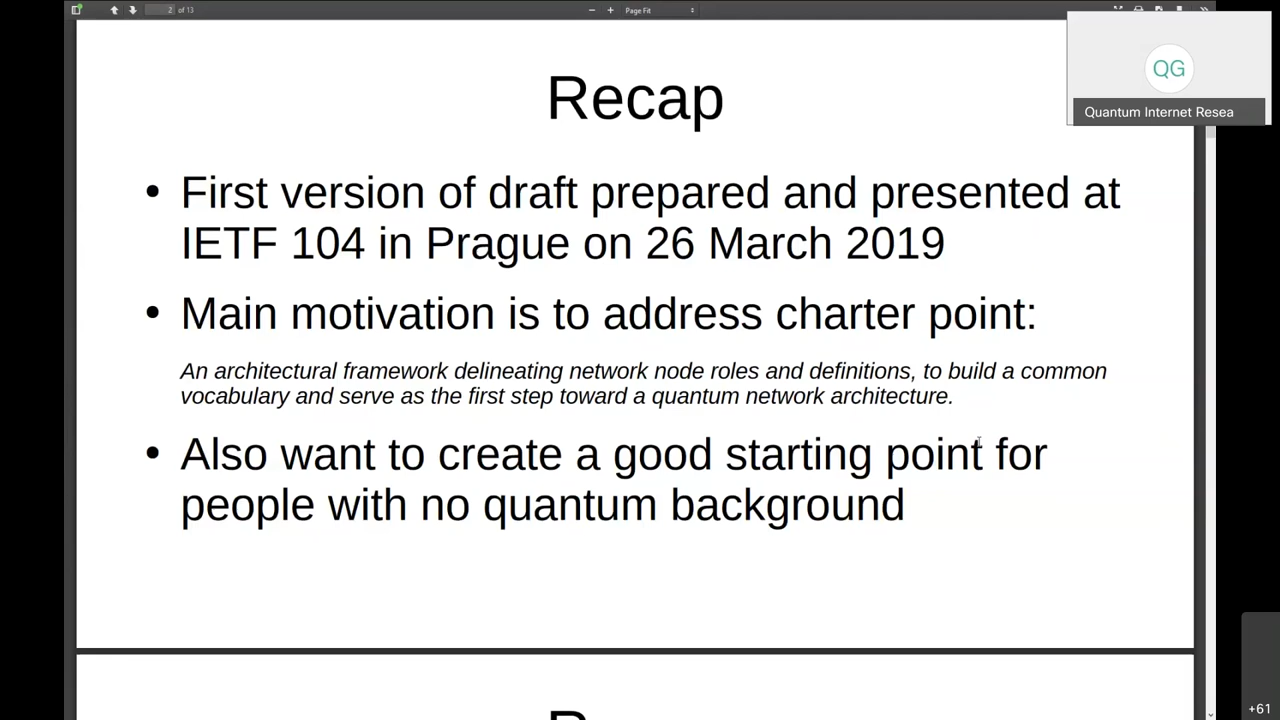 2 of 13
Page Fit
QG
Quantum Internet Resea
Recap
• First version of draft prepared and presented at
IETF 104 in Prague on 26 March 2019
• Main motivation is to address charter point:
An architectural framework delineating network node roles and definitions, to build a common
vocabulary and serve as the first step toward a quantum network architecture.
• Also want to create a good starting point for
people with no quantum background
+61